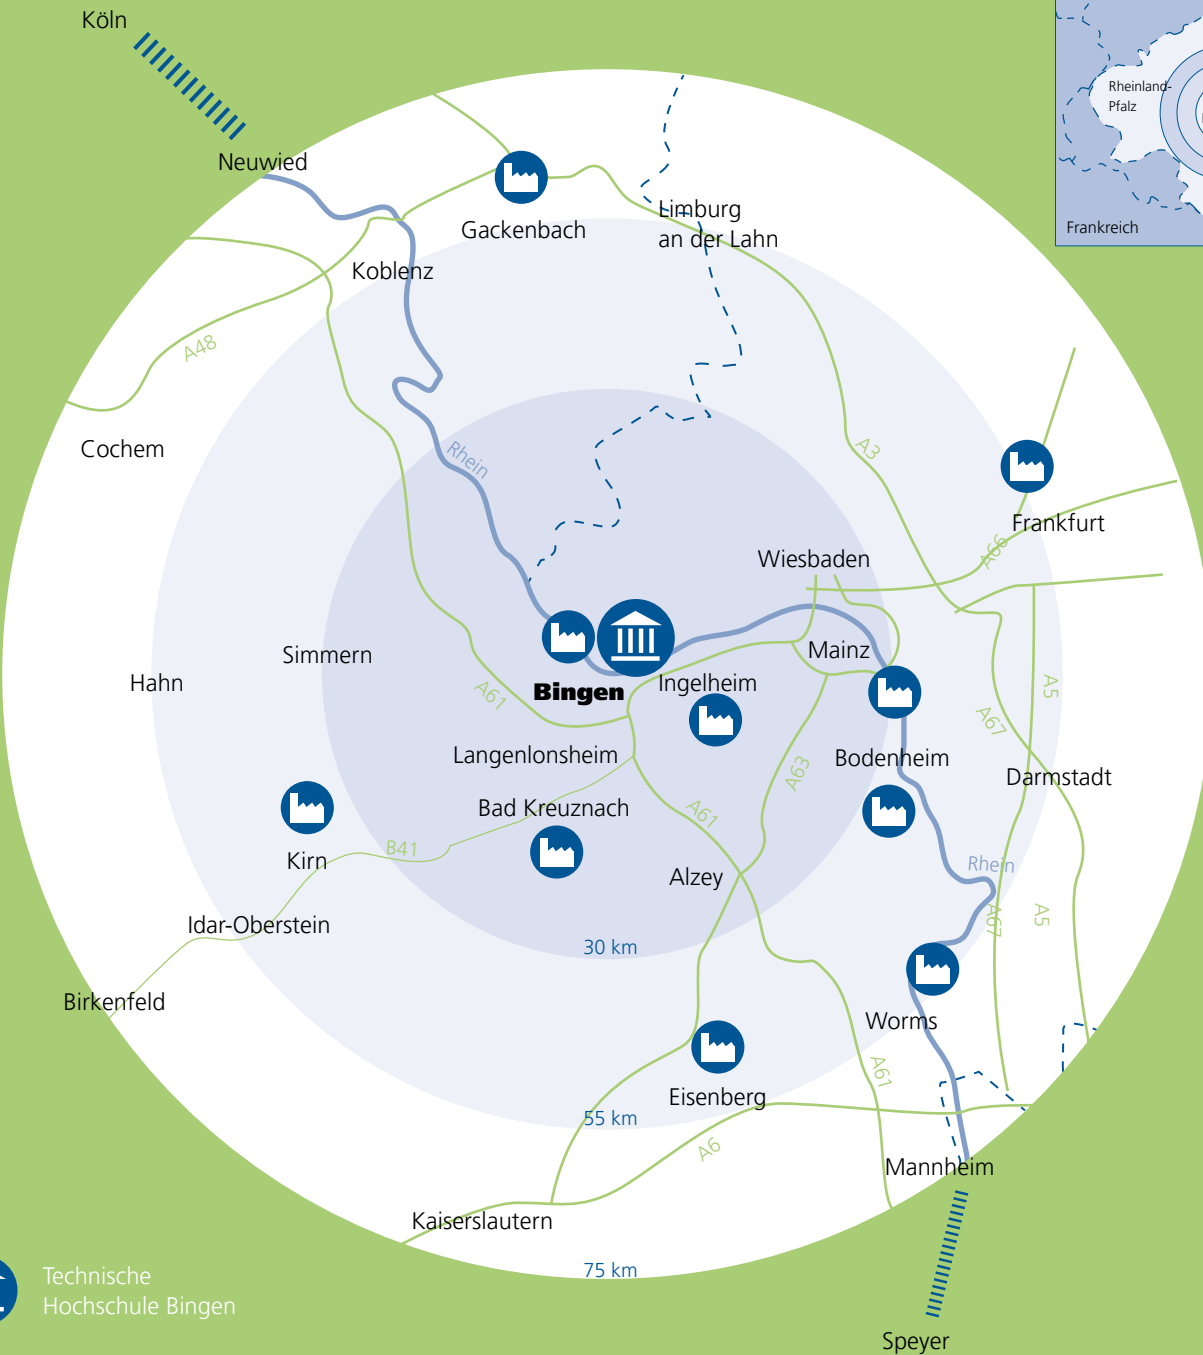 Köln
Rheinland-
Pfalz
Frankreich
Neuwied
Gackenbach
Limburg
an der Lahn
Koblenz
A48
Cochem
Rhein
A3
Frankfurt
A66
Wiesbaden
Simmern
Hahn
Mainz
Bingen
Ingelheim
A61
A5
A67
Langenlonsheim
Bodenheim
A63
Darmstadt
Bad Kreuznach
A61
Kirn
B41
Alzey
Rhein
Idar-Oberstein
A67
A5
30 km
Birkenfeld
Worms
A61
Eisenberg
55 km
A6
Mannheim
Kaiserslautern
75 km
Technische
Hochschule Bingen
Speyer